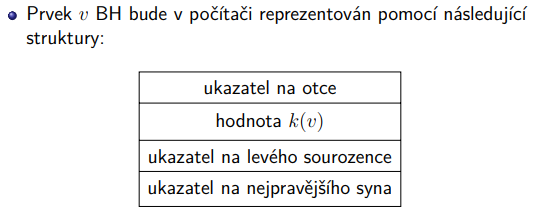 Prvek v BH bude v počítači reprezentován pomocí následující
struktury:
ukazatel na otce
hodnota k(v)
ukazatel na levého sourozence
ukazatel na nejpravějšího syna